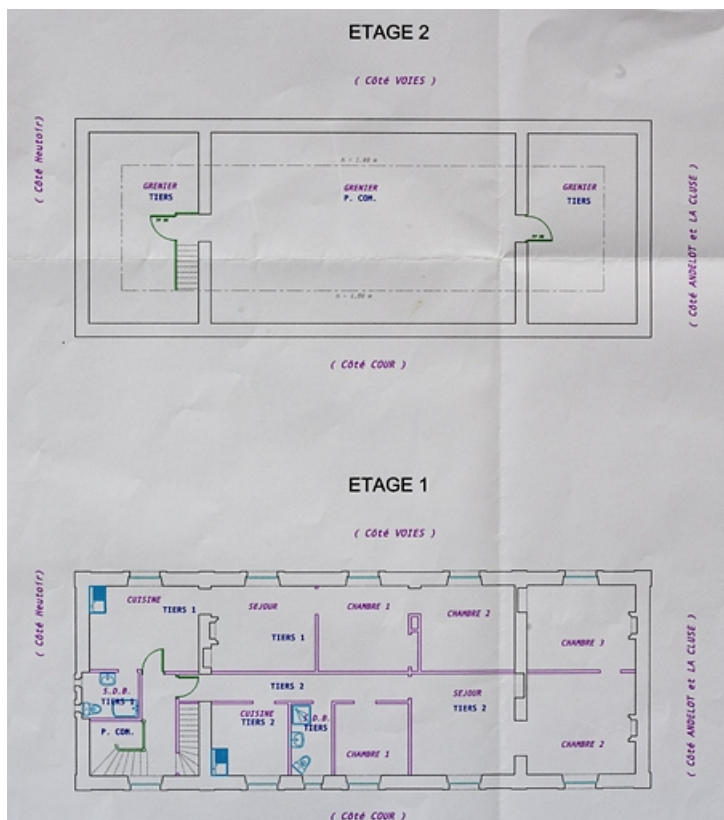 ETAGE 2
( Côté VOIES )
( Côté Heutoir)
GRENIER
TIERS
GRENIER
P. COM.
GRENIER
TIERS
( Côté ANDELOT et LA CLUSE )
( Côté COUR )
ETAGE 1
( Côté VOIES )
( Côté Heutoir)
CUISINE
TIERS 1
SEJOUR
TIERS 1
CHAMBRE 1
CHAMBRE 2
CHAMBRE 3
S.D.B.
TIERS 1
TIERS 2
P. COM.
CUISINE
TIERS 2
S.D.B.
TIERS
CHAMBRE 1
SEJOUR
TIERS 2
CHAMBRE 2
( Côté ANDELOT et LA CLUSE )
( Côté COUR )